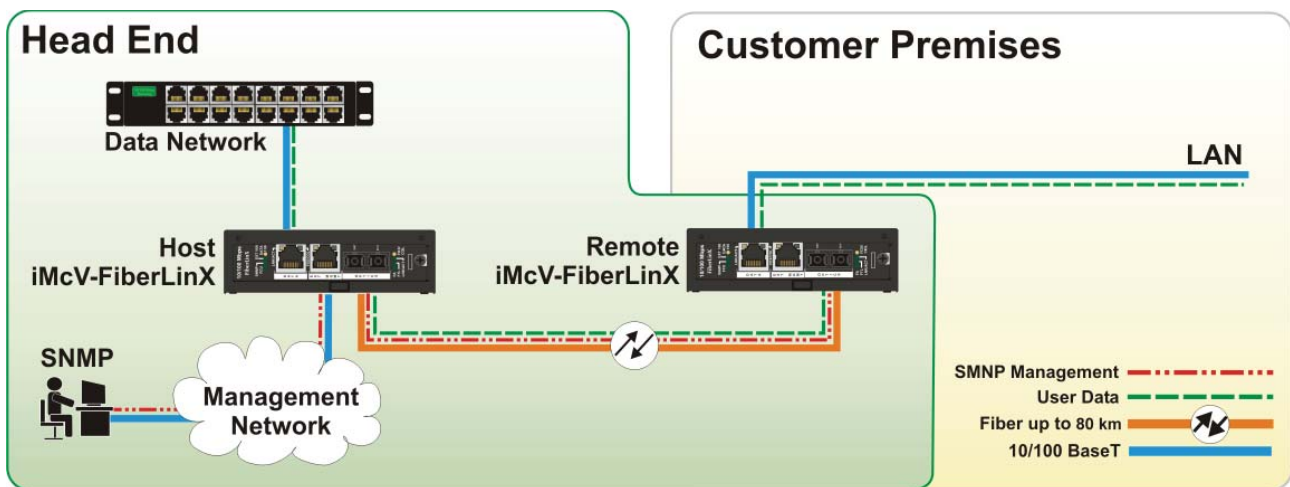 Head End
Customer Premises
Data Network
LAN
Host
iMcV-FiberLinX
Remote
iMcV-FiberLinX
SNMP
Management
Network
SMNP Management
User Data
Fiber up to 80 km
10/100 BaseT